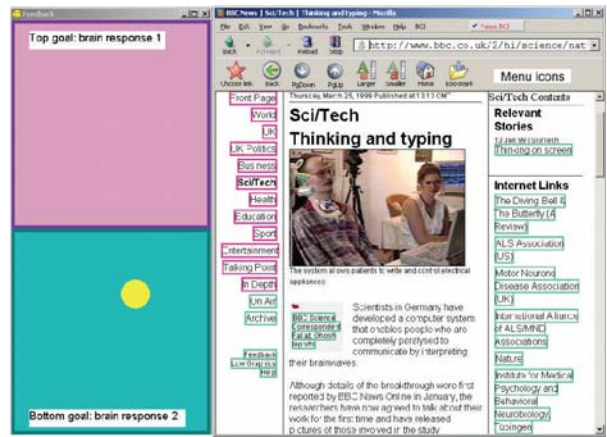 Feedback
Top goal: brain response 1
Bottom goal: brain response 2
BBC News | Sci/Tech | Thinking and typing - Mozilla
File Edit View Go Bookmarks Tools Window Help BCI
Back Forward Reload Stop
http://www.bbc.co.uk/2/hi/science/nat
Choose link Back PgDown PgUp Larger Smaller Home Bookmark
Menu icons
Front Page
World
UK
UK Politics
Business
Sci/Tech
Health
Education
Sport
Entertainment
Talking Point
In Depth
On Air
Archive
Feedback
Low Graphics
Help
Thursday, March 25, 1999 Published at 13:13 GMT
Sci/Tech
Thinking and typing
The system allows patients to write and control electrical
appliances
BBC Science
Correspondent
Pallab Ghosh
reports
Scientists in Germany have
developed a computer system
that enables people who are
completely paralysed to
communicate by interpreting
their brainwaves.
Although details of the breakthrough were first
reported by BBC News Online in January, the
researchers have now agreed to talk about their
work for the first time and have released
pictures of those involved in the study
Sci/Tech Contents
Relevant
Stories
13 Jan 99 | Sci/Tech
Thinking on screen
Internet Links
The Diving Bell &
The Butterfly (A
Review)
ALS Association
(US)
Motor Neurone
Disease Association
(UK)
International Alliance
of ALS/MND
Associations
Nature
Institute for Medical
Psychology and
Behavioral
Neurobiology